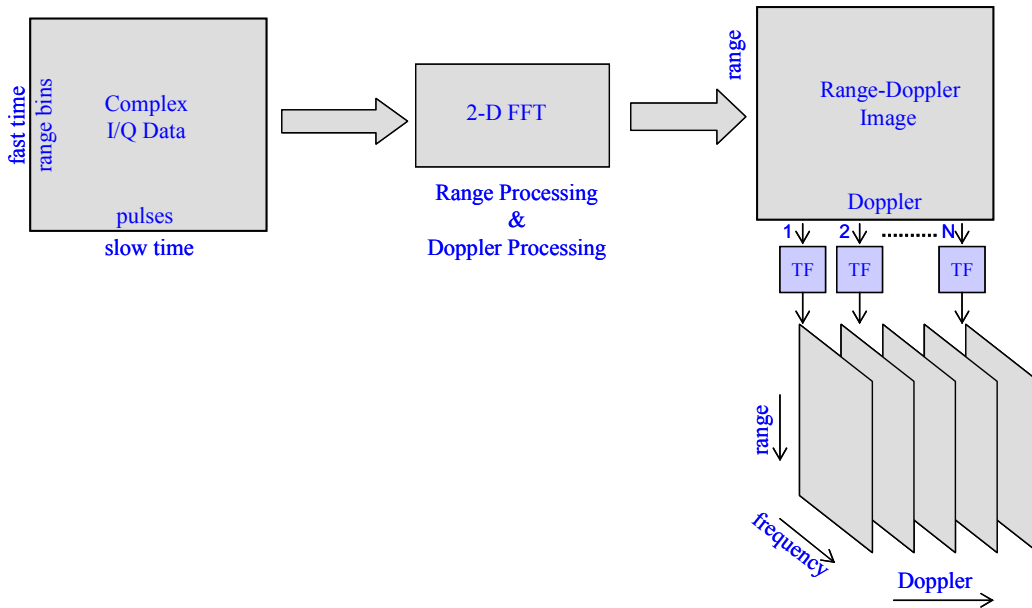 fast time
range bins
Complex
I/Q Data
pulses
slow time
2-D FFT
Range Processing
&
Doppler Processing
range
Range-Doppler
Image
Doppler
1 2 .......... N
TF TF TF
range
frequency
Doppler